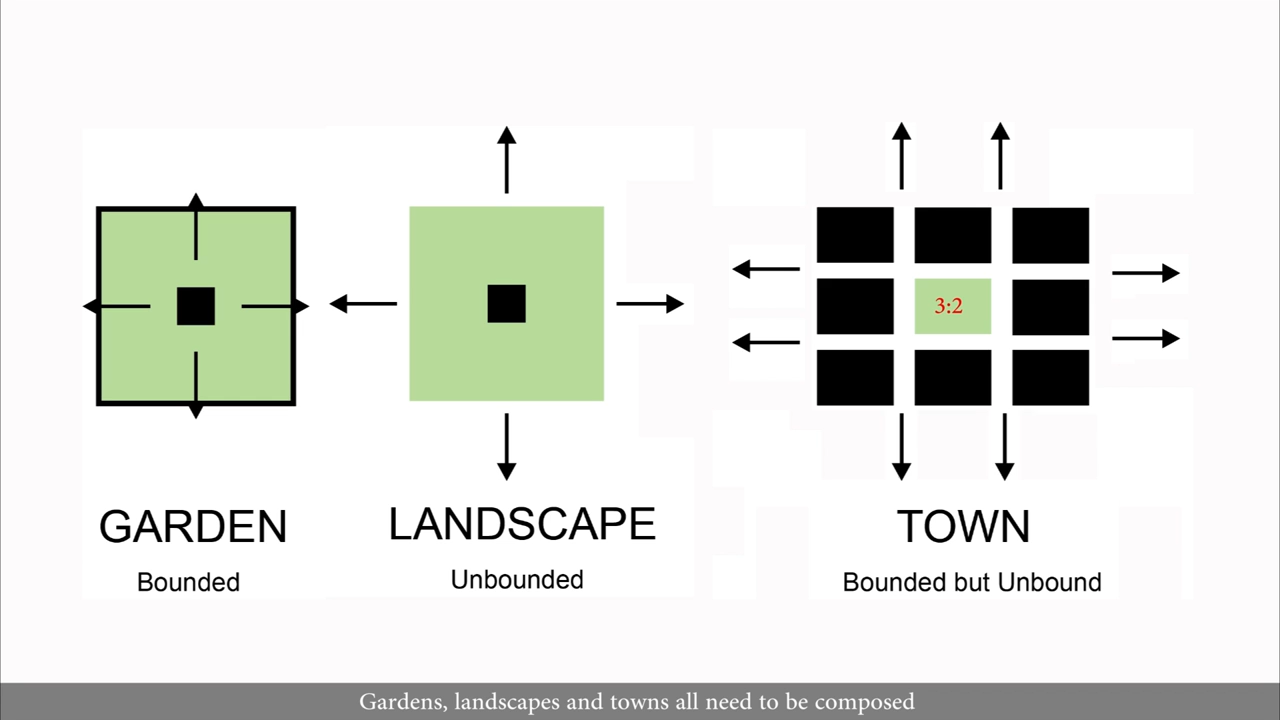 3:2
GARDEN
LANDSCAPE
TOWN
Bounded
Unbounded
Bounded but Unbound
Gardens, landscapes and towns all need to be composed